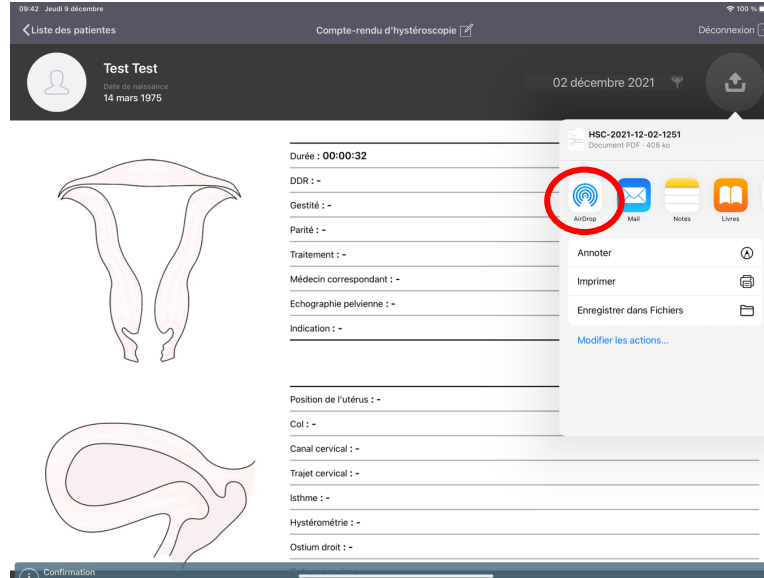 09:42 Jeudi 9 décembre
100 %
Liste des patientes
Compte-rendu d'hystéroscopie
Déconnexion
Test Test
Date de naissance
14 mars 1975
02 décembre 2021
HSC-2021-12-02-1251
Document PDF · 408 ko
AirDrop
Mail
Notes
Livres
Annoter
Imprimer
Enregistrer dans Fichiers
Modifier les actions...
Durée : 00:00:32
DDR : -
Gestité : -
Parité : -
Traitement : -
Médecin correspondant : -
Echographie pelvienne : -
Indication : -
Position de l'utérus : -
Col : -
Canal cervical : -
Trajet cervical : -
Isthme : -
Hystérométrie : -
Ostium droit : -
Confirmation